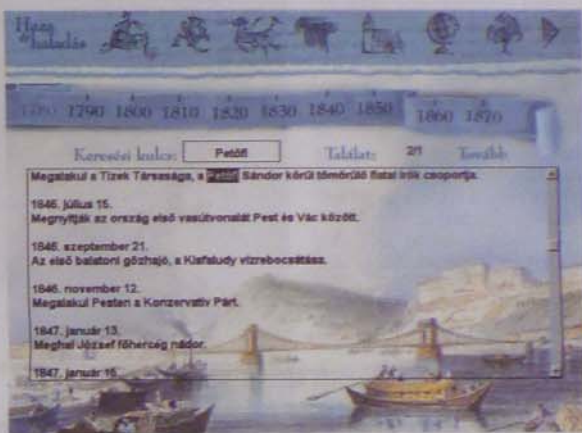 Haza és haladás
1780 1790 1800 1810 1820 1830 1840 1850 1860 1870
Keresési kulcs: Petőfi Találat: 2/1 Tovább
Megalakul a Tizek Társasága, a Petőfi Sándor körül tömörülő fiatal írók csoportja.
1846. július 15.
Megnyitják az ország első vasútvonalát Pest és Vác között.
1846. szeptember 21.
Az első balatoni gőzhajó, a Kisfaludy vízrebocsátása.
1846. november 12.
Megalakul Pesten a Konzervatív Párt.
1847. január 13.
Meghal József főherceg nádor.
1847. január 16.